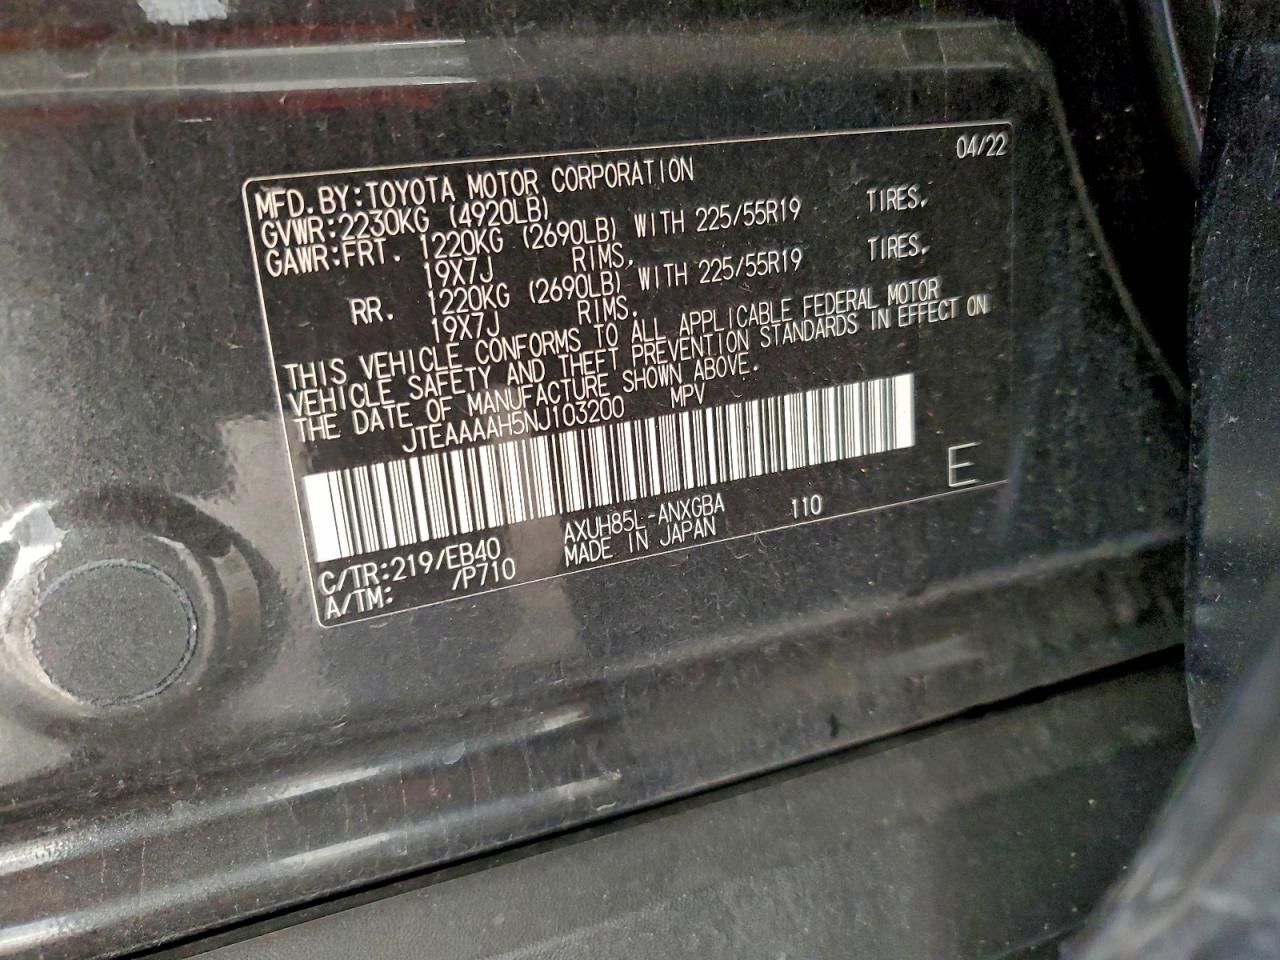 04/22
MFD. BY: TOYOTA MOTOR CORPORATION
GVWR: 2230KG (4920LB)
GAWR: FRT. 1220KG (2690LB) WITH 225/55R19 TIRES,
19X7J RIMS,
RR. 1220KG (2690LB) WITH 225/55R19 TIRES,
19X7J RIMS.
THIS VEHICLE CONFORMS TO ALL APPLICABLE FEDERAL MOTOR
VEHICLE SAFETY AND THEFT PREVENTION STANDARDS IN EFFECT ON
THE DATE OF MANUFACTURE SHOWN ABOVE.
JTEAAAAH5NJ103200 MPV
E
C/TR: 219/EB40 AXUH85L-ANXGBA 110
A/TM: /P710 MADE IN JAPAN